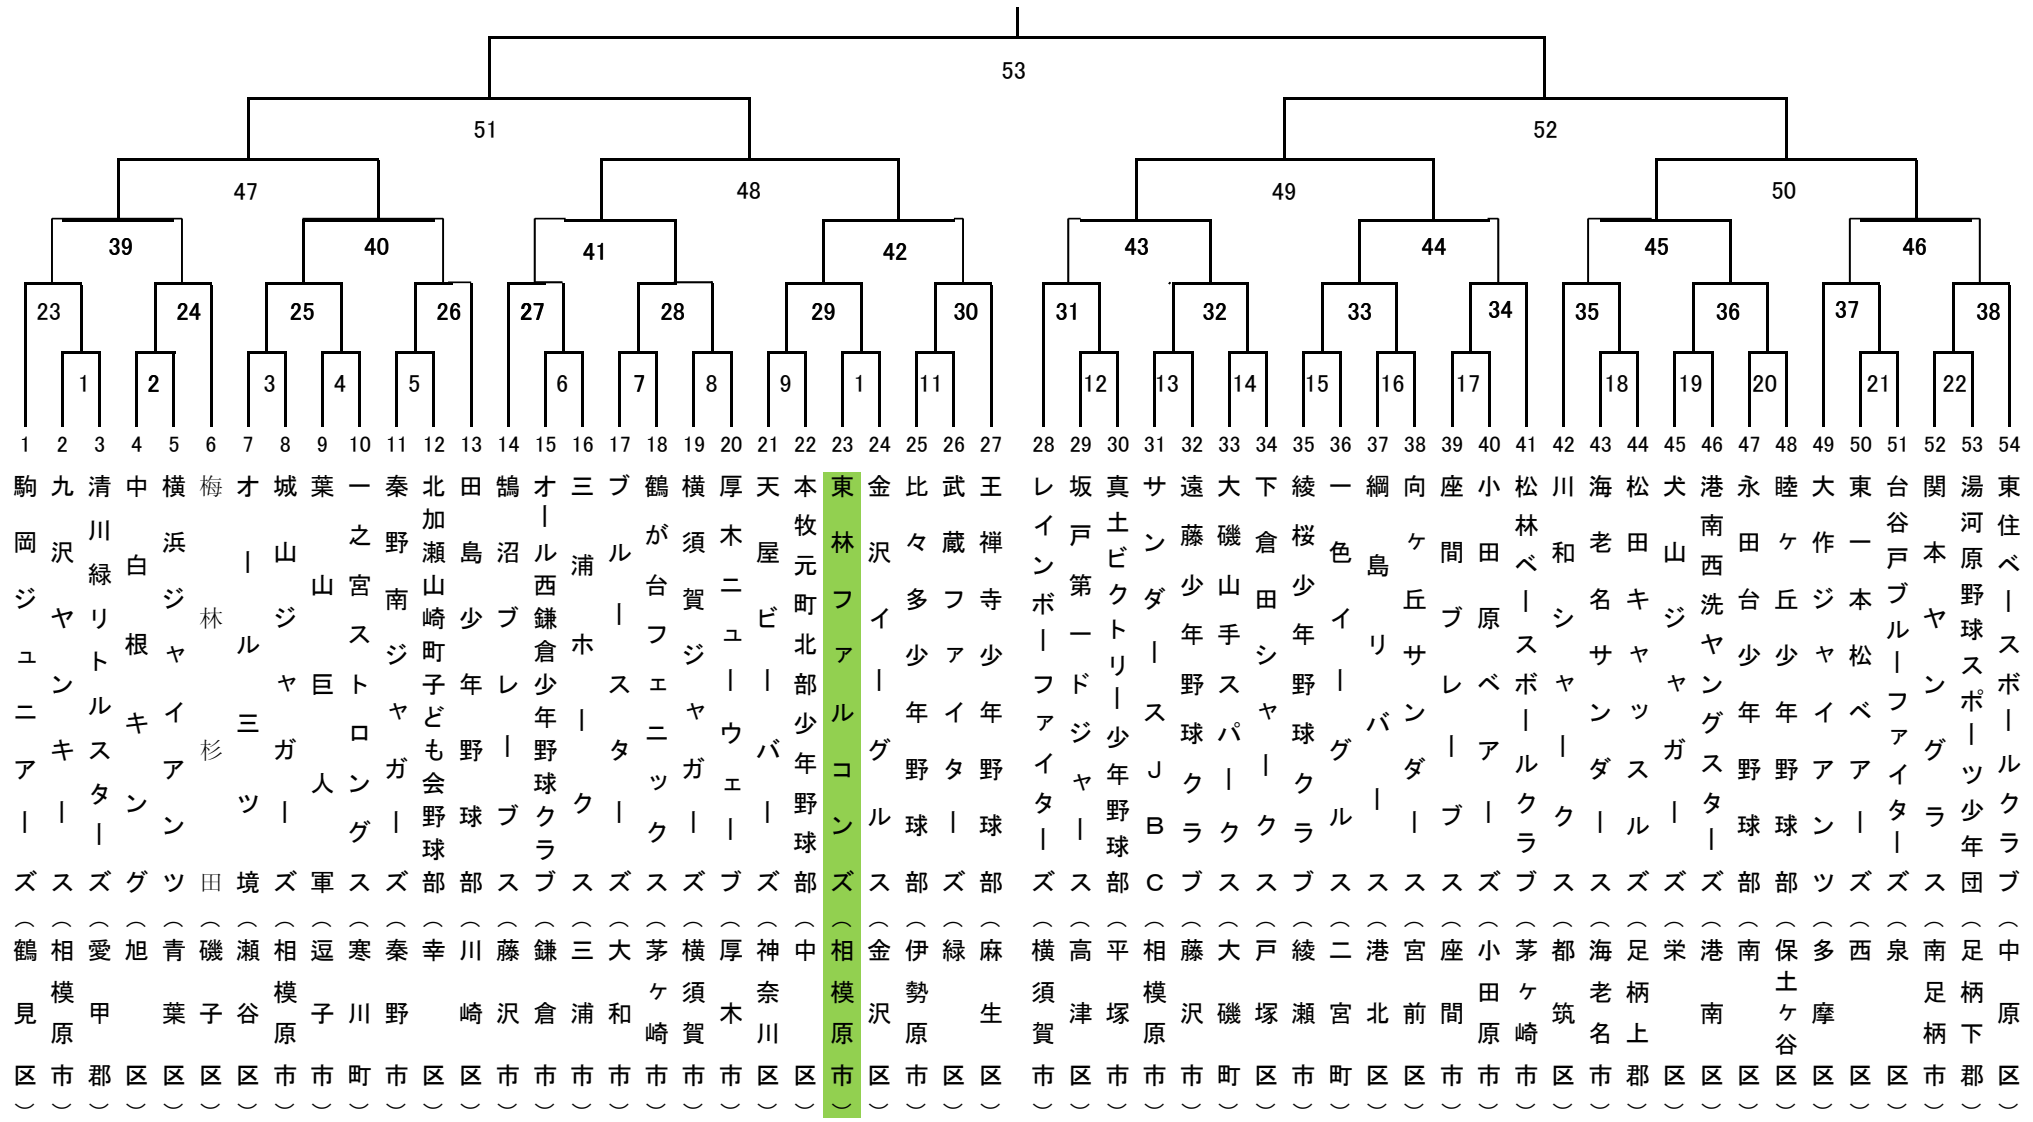 53
51
52
47
48
49
50
39
40
41
42
43
44
45
46
23
24
25
26
27
28
29
30
31
32
33
34
35
36
37
38
1
2
3
4
5
6
7
8
9
1
11
12
13
14
15
16
17
18
19
20
21
22
1
駒岡ジュニアーズ（鶴見区）
2
九沢ヤンキース（相模原市）
3
清川緑リトルスターズ（愛甲郡）
4
中白根キング（旭区）
5
横浜ジャイアンツ（青葉区）
6
梅林杉田（磯子区）
7
オール三ツ境（瀬谷区）
8
城山ジャガーズ（相模原市）
9
葉山巨人軍（逗子市）
10
一之宮ストロングス（寒川町）
11
秦野南ジャガーズ（秦野市）
12
北加瀬山崎町子ども会野球部（幸区）
13
田島少年野球部（川崎区）
14
鵠沼ブレーブス（藤沢市）
15
オール西鎌倉少年野球クラブ（鎌倉市）
16
三浦ホークス（三浦市）
17
ブルースターズ（大和市）
18
鶴が台フェニックス（茅ヶ崎市）
19
横須賀ジャガーズ（横須賀市）
20
厚木ニューウェーブ（厚木市）
21
天屋ビーバーズ（神奈川区）
22
本牧元町北部少年野球部（中区）
23
東林ファルコンズ（相模原市）
24
金沢イーグルス（金沢区）
25
比々多少年野球部（伊勢原市）
26
武蔵ファイターズ（緑区）
27
王禅寺少年野球部（麻生区）
28
レインボーファイターズ（横須賀市）
29
坂戸第一ドジャース（高津区）
30
真土ビクトリー少年野球部（平塚市）
31
サンダースJBC（相模原市）
32
遠藤少年野球クラブ（藤沢市）
33
大磯山手スパークス（大磯町）
34
下倉田シャークス（戸塚区）
35
綾桜少年野球クラブ（綾瀬市）
36
一色イーグルス（二宮町）
37
綱島リバース（港北区）
38
向ヶ丘サンダース（宮前区）
39
座間ブレーブス（座間市）
40
小田原ベアーズ（小田原市）
41
松林ベースボールクラブ（茅ヶ崎市）
42
川和シャークス（都筑区）
43
海老名サンダース（海老名市）
44
松田キャッスルズ（足柄上郡）
45
犬山ジャガーズ（栄区）
46
港南西洗ヤングスターズ（港南区）
47
永田台少年野球部（南区）
48
睦ヶ丘少年野球部（保土ケ谷区）
49
大作ジャイアンツ（多摩区）
50
東一本松ベアーズ（西区）
51
台谷戸ブルーファイターズ（泉区）
52
関本ヤングラス（南足柄市）
53
湯河原野球スポーツ少年団（足柄下郡）
54
東住ベースボールクラブ（中原区）